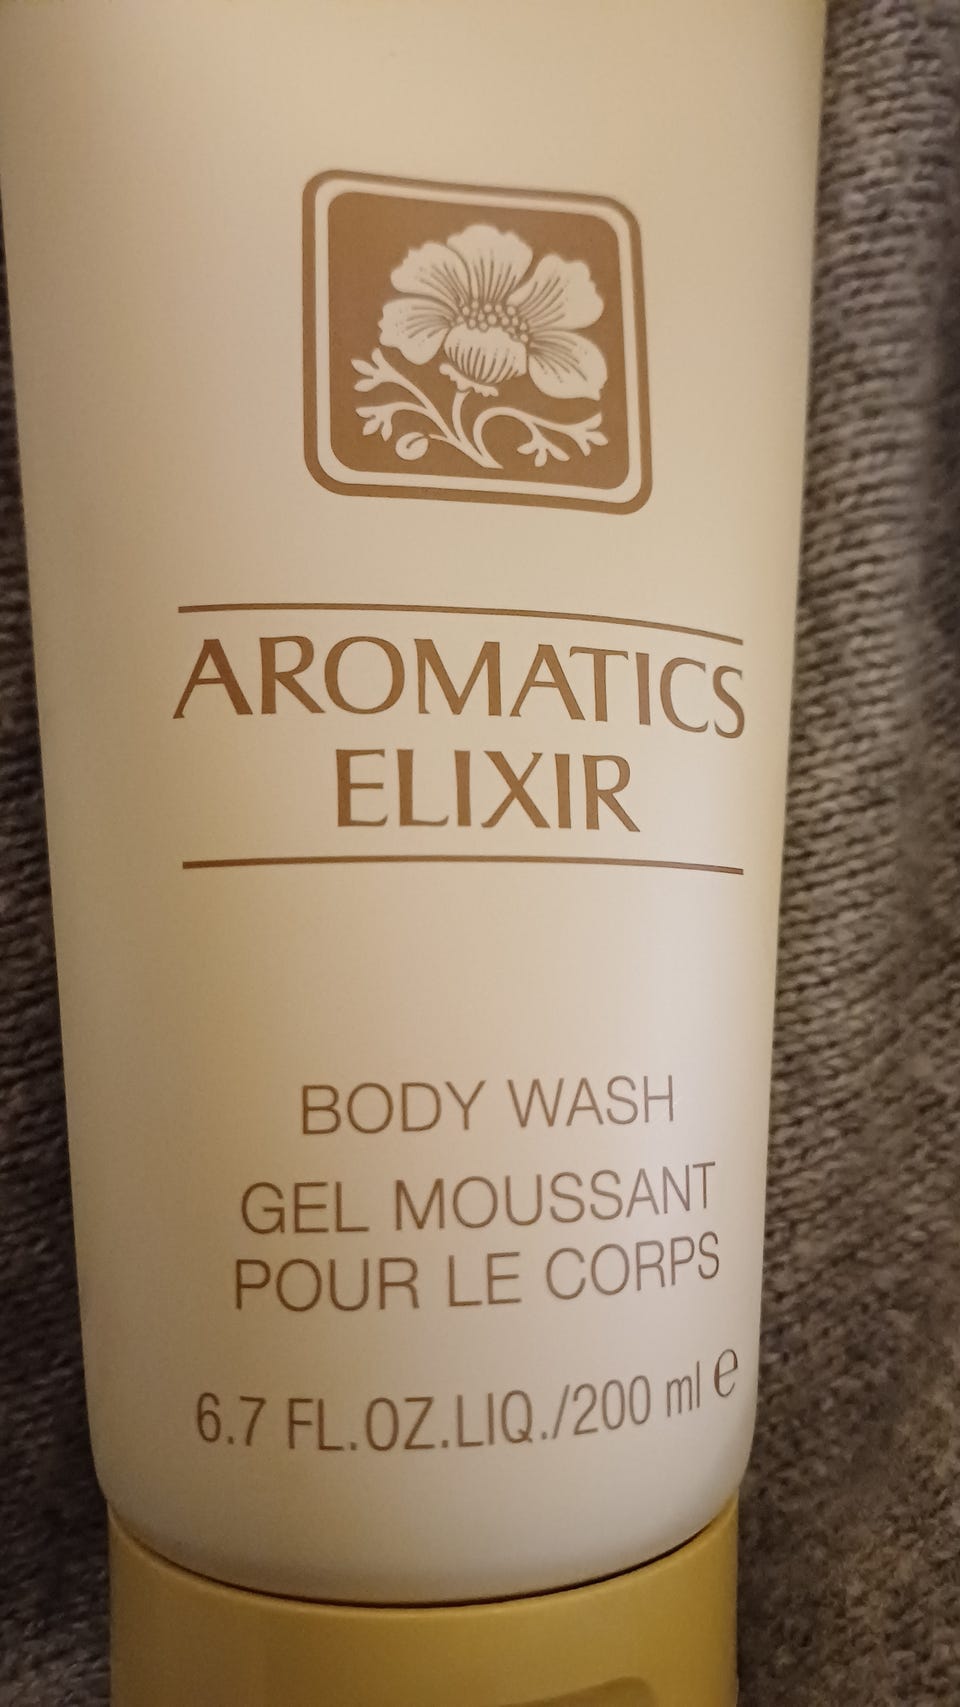 AROMATICS
ELIXIR
BODY WASH
GEL MOUSSANT
POUR LE CORPS
6.7 FL.OZ.LIQ./200 ml ℮